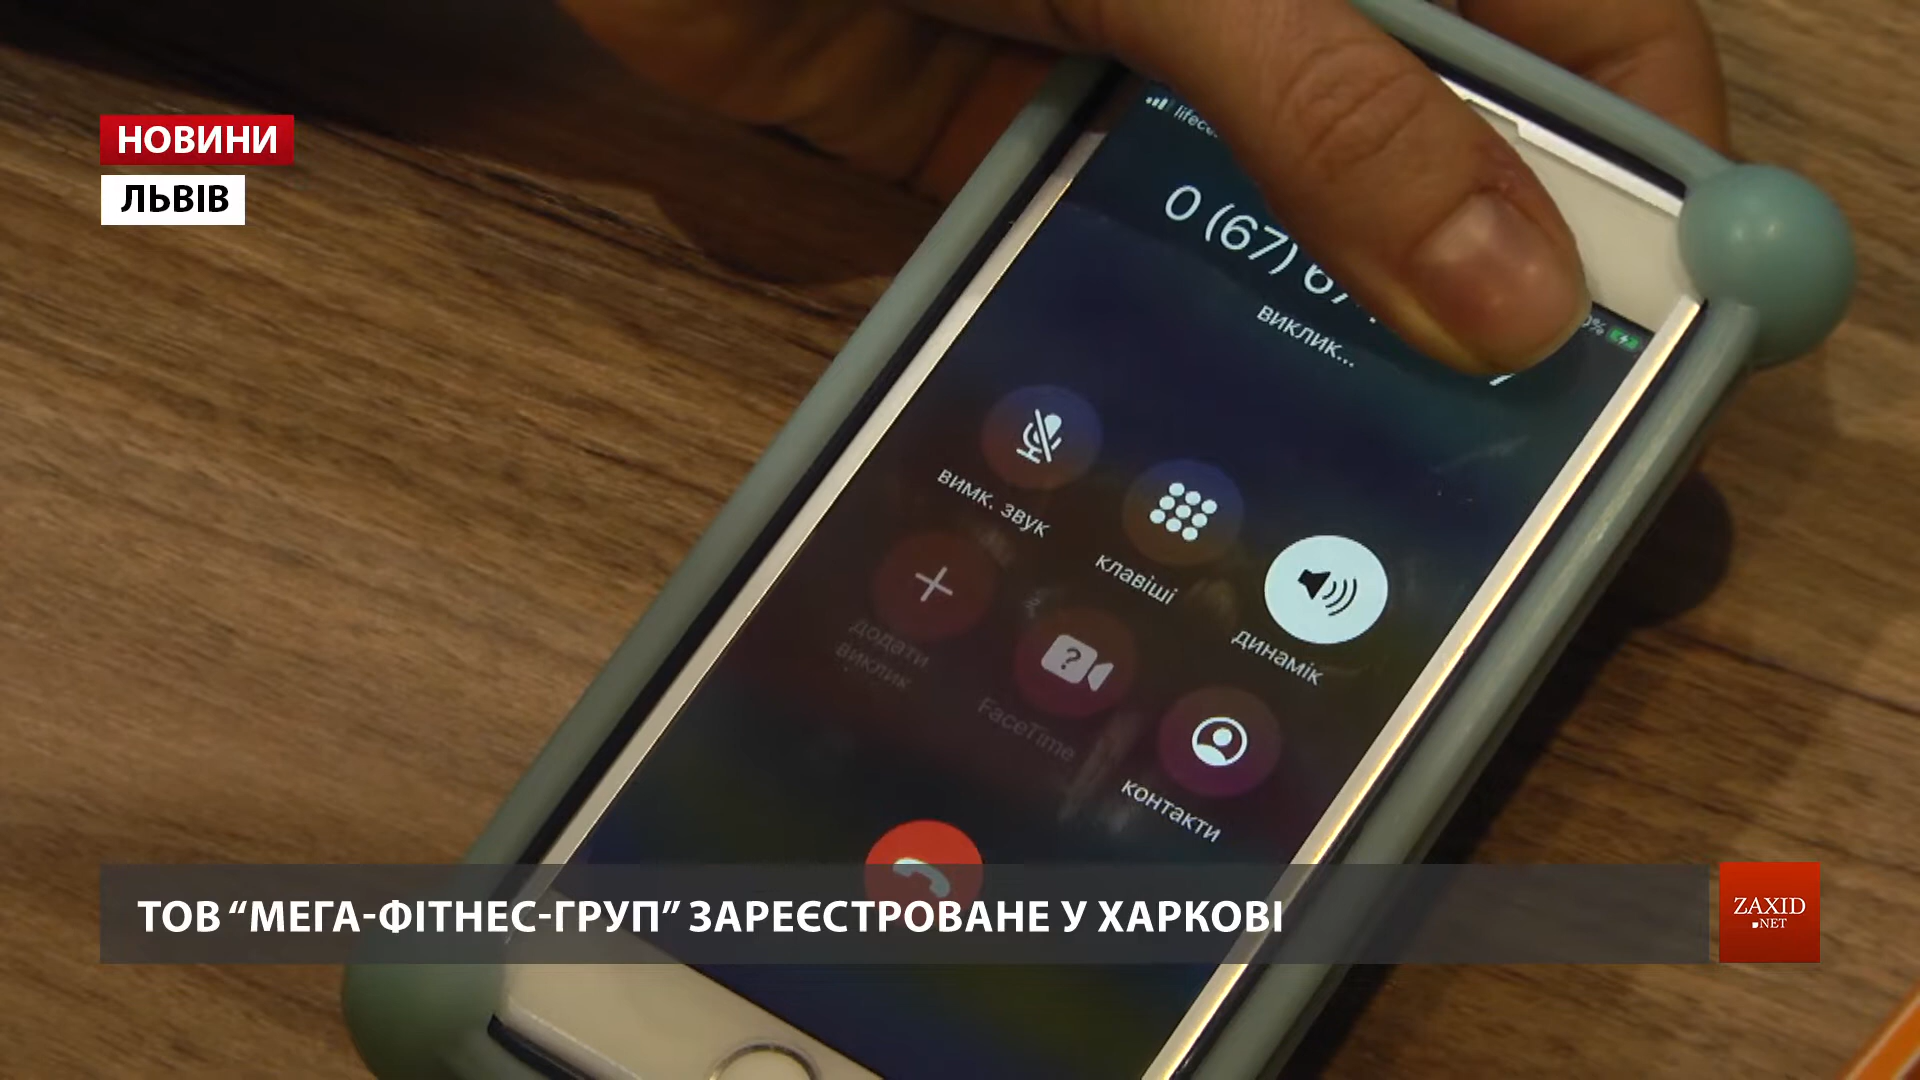 НОВИНИ
ЛЬВІВ
0 (67) 67
виклик...
вимк. звук
клавіші
динамік
додати
виклик
FaceTime
контакти
ТОВ “МЕГА-ФІТНЕС-ГРУП” ЗАРЕЄСТРОВАНЕ У ХАРКОВІ
ZAXID
.NET